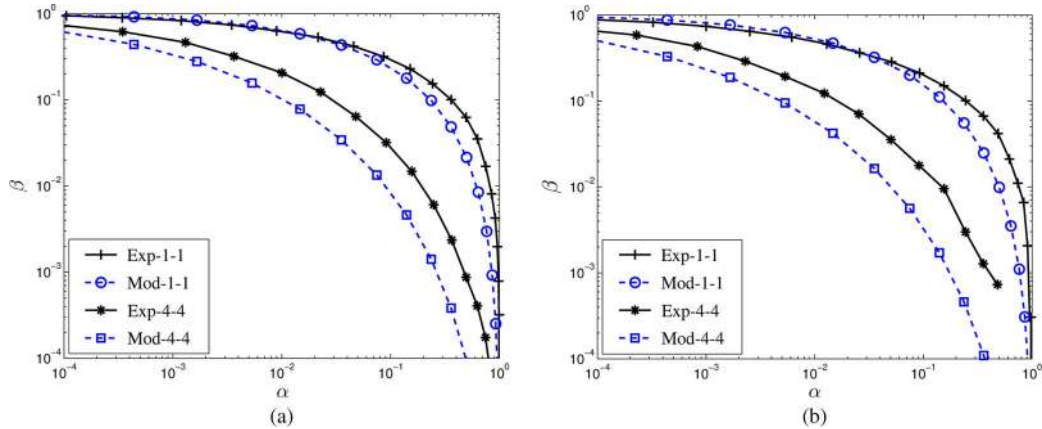 10⁰
10⁻¹
10⁻²
10⁻³
10⁻⁴
β
Exp-1-1
Mod-1-1
Exp-4-4
Mod-4-4
10⁻⁴ 10⁻³ 10⁻² 10⁻¹ 10⁰
α
(a)
10⁰
10⁻¹
10⁻²
10⁻³
10⁻⁴
β
Exp-1-1
Mod-1-1
Exp-4-4
Mod-4-4
10⁻⁴ 10⁻³ 10⁻² 10⁻¹ 10⁰
α
(b)